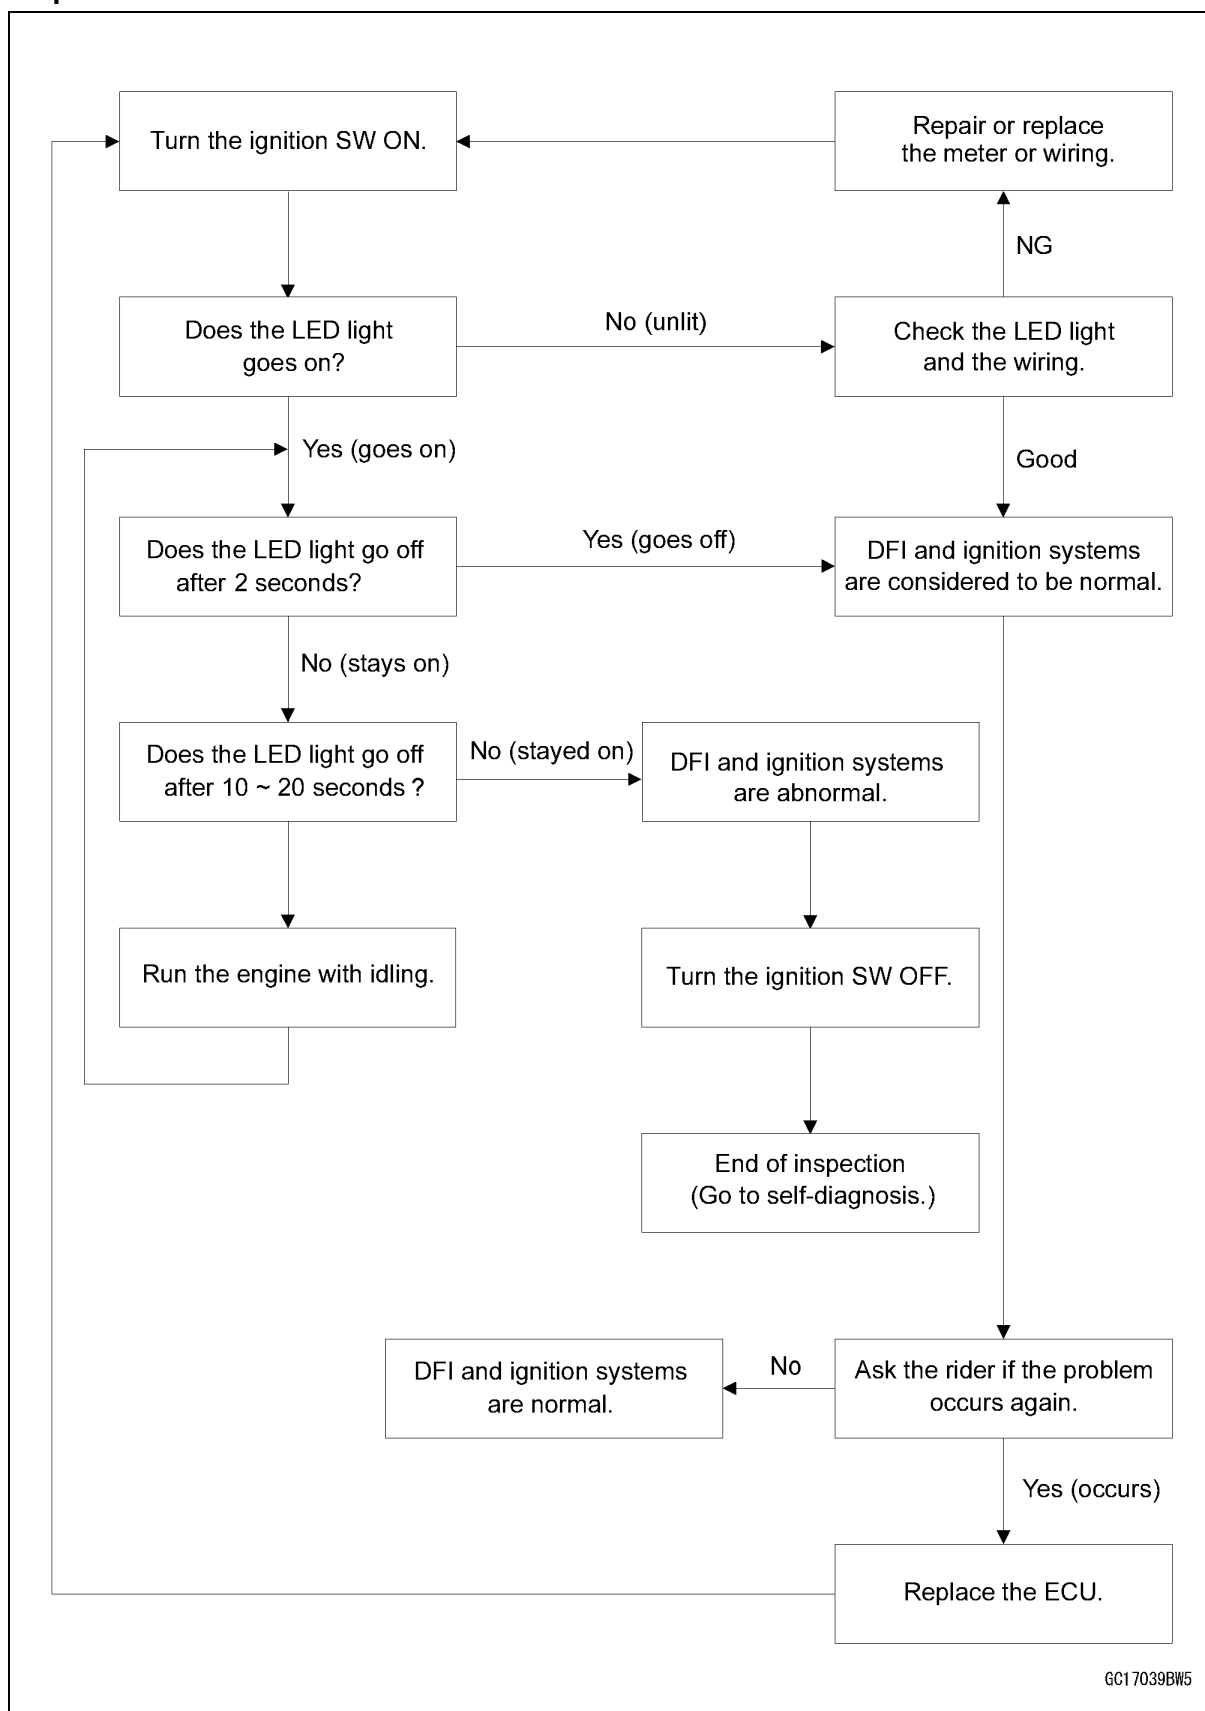 Turn the ignition SW ON.
Repair or replace
the meter or wiring.
NG
Does the LED light
goes on?
No (unlit)
Check the LED light
and the wiring.
Yes (goes on)
Good
Does the LED light go off
after 2 seconds?
Yes (goes off)
DFI and ignition systems
are considered to be normal.
No (stays on)
Does the LED light go off
after 10 ~ 20 seconds ?
No (stayed on)
DFI and ignition systems
are abnormal.
Run the engine with idling.
Turn the ignition SW OFF.
End of inspection
(Go to self-diagnosis.)
DFI and ignition systems
are normal.
No
Ask the rider if the problem
occurs again.
Yes (occurs)
Replace the ECU.
GC17039BW5